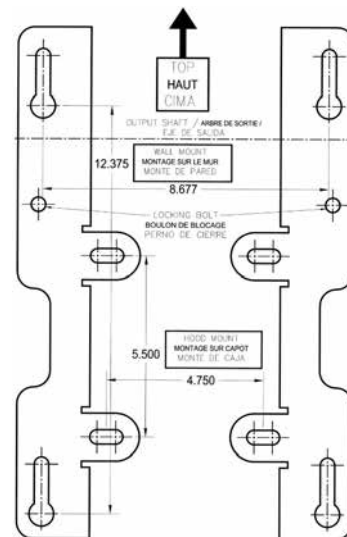 TOP
HAUT
CIMA
OUTPUT SHAFT / ARBRE DE SORTIE /
EJE DE SALIDA
WALL MOUNT
MONTAGE SUR LE MUR
MONTE DE PARED
12.375
8.677
LOCKING BOLT
BOULON DE BLOCAGE
PERNO DE CIERRE
HOOD MOUNT
MONTAGE SUR CAPOT
MONTE DE CAJA
5.500
4.750